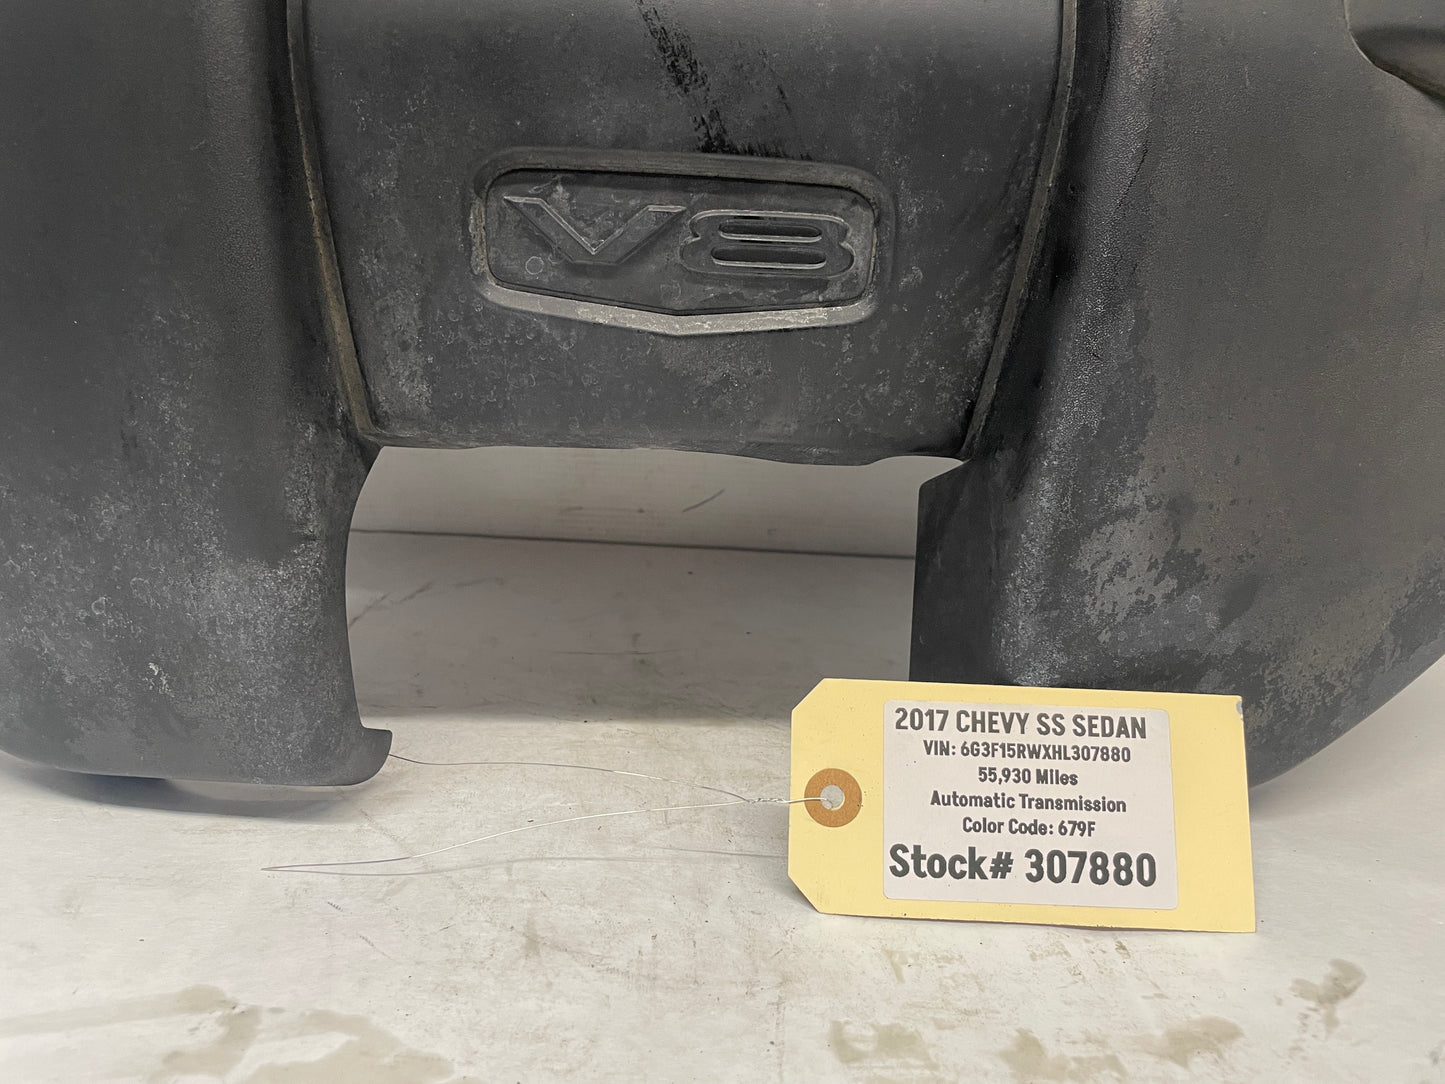 V8
2017 CHEVY SS SEDAN
VIN: 6G3F15RWXHL307880
55,930 Miles
Automatic Transmission
Color Code: 679F
Stock# 307880